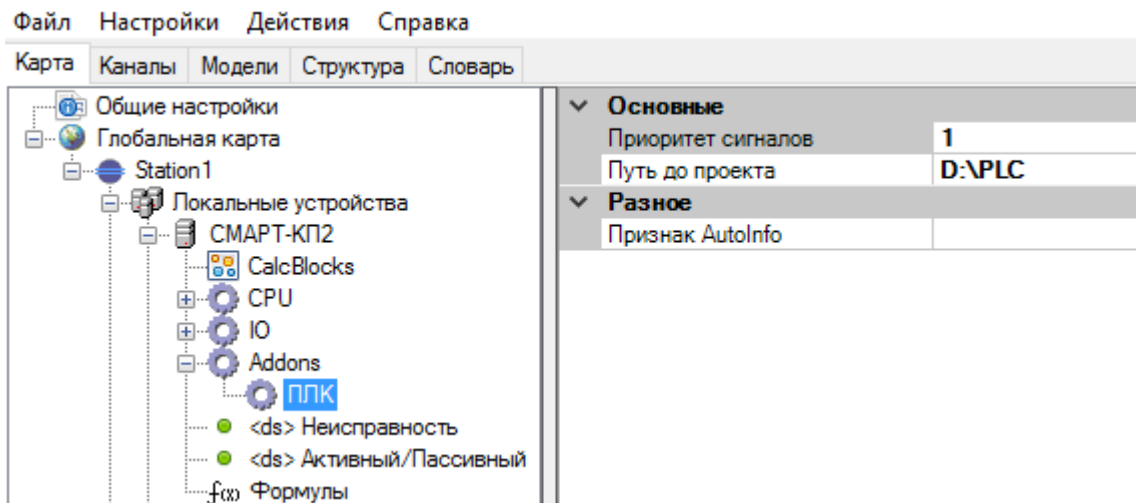 Файл Настройки Действия Справка
Карта Каналы Модели Структура Словарь
Общие настройки
Глобальная карта
Station1
Локальные устройства
СМАРТ-КП2
CalcBlocks
CPU
IO
Addons
ПЛК
<ds> Неисправность
<ds> Активный/Пассивный
f(x) Формулы
Основные
Приоритет сигналов 1
Путь до проекта D:\PLC
Разное
Признак AutoInfo